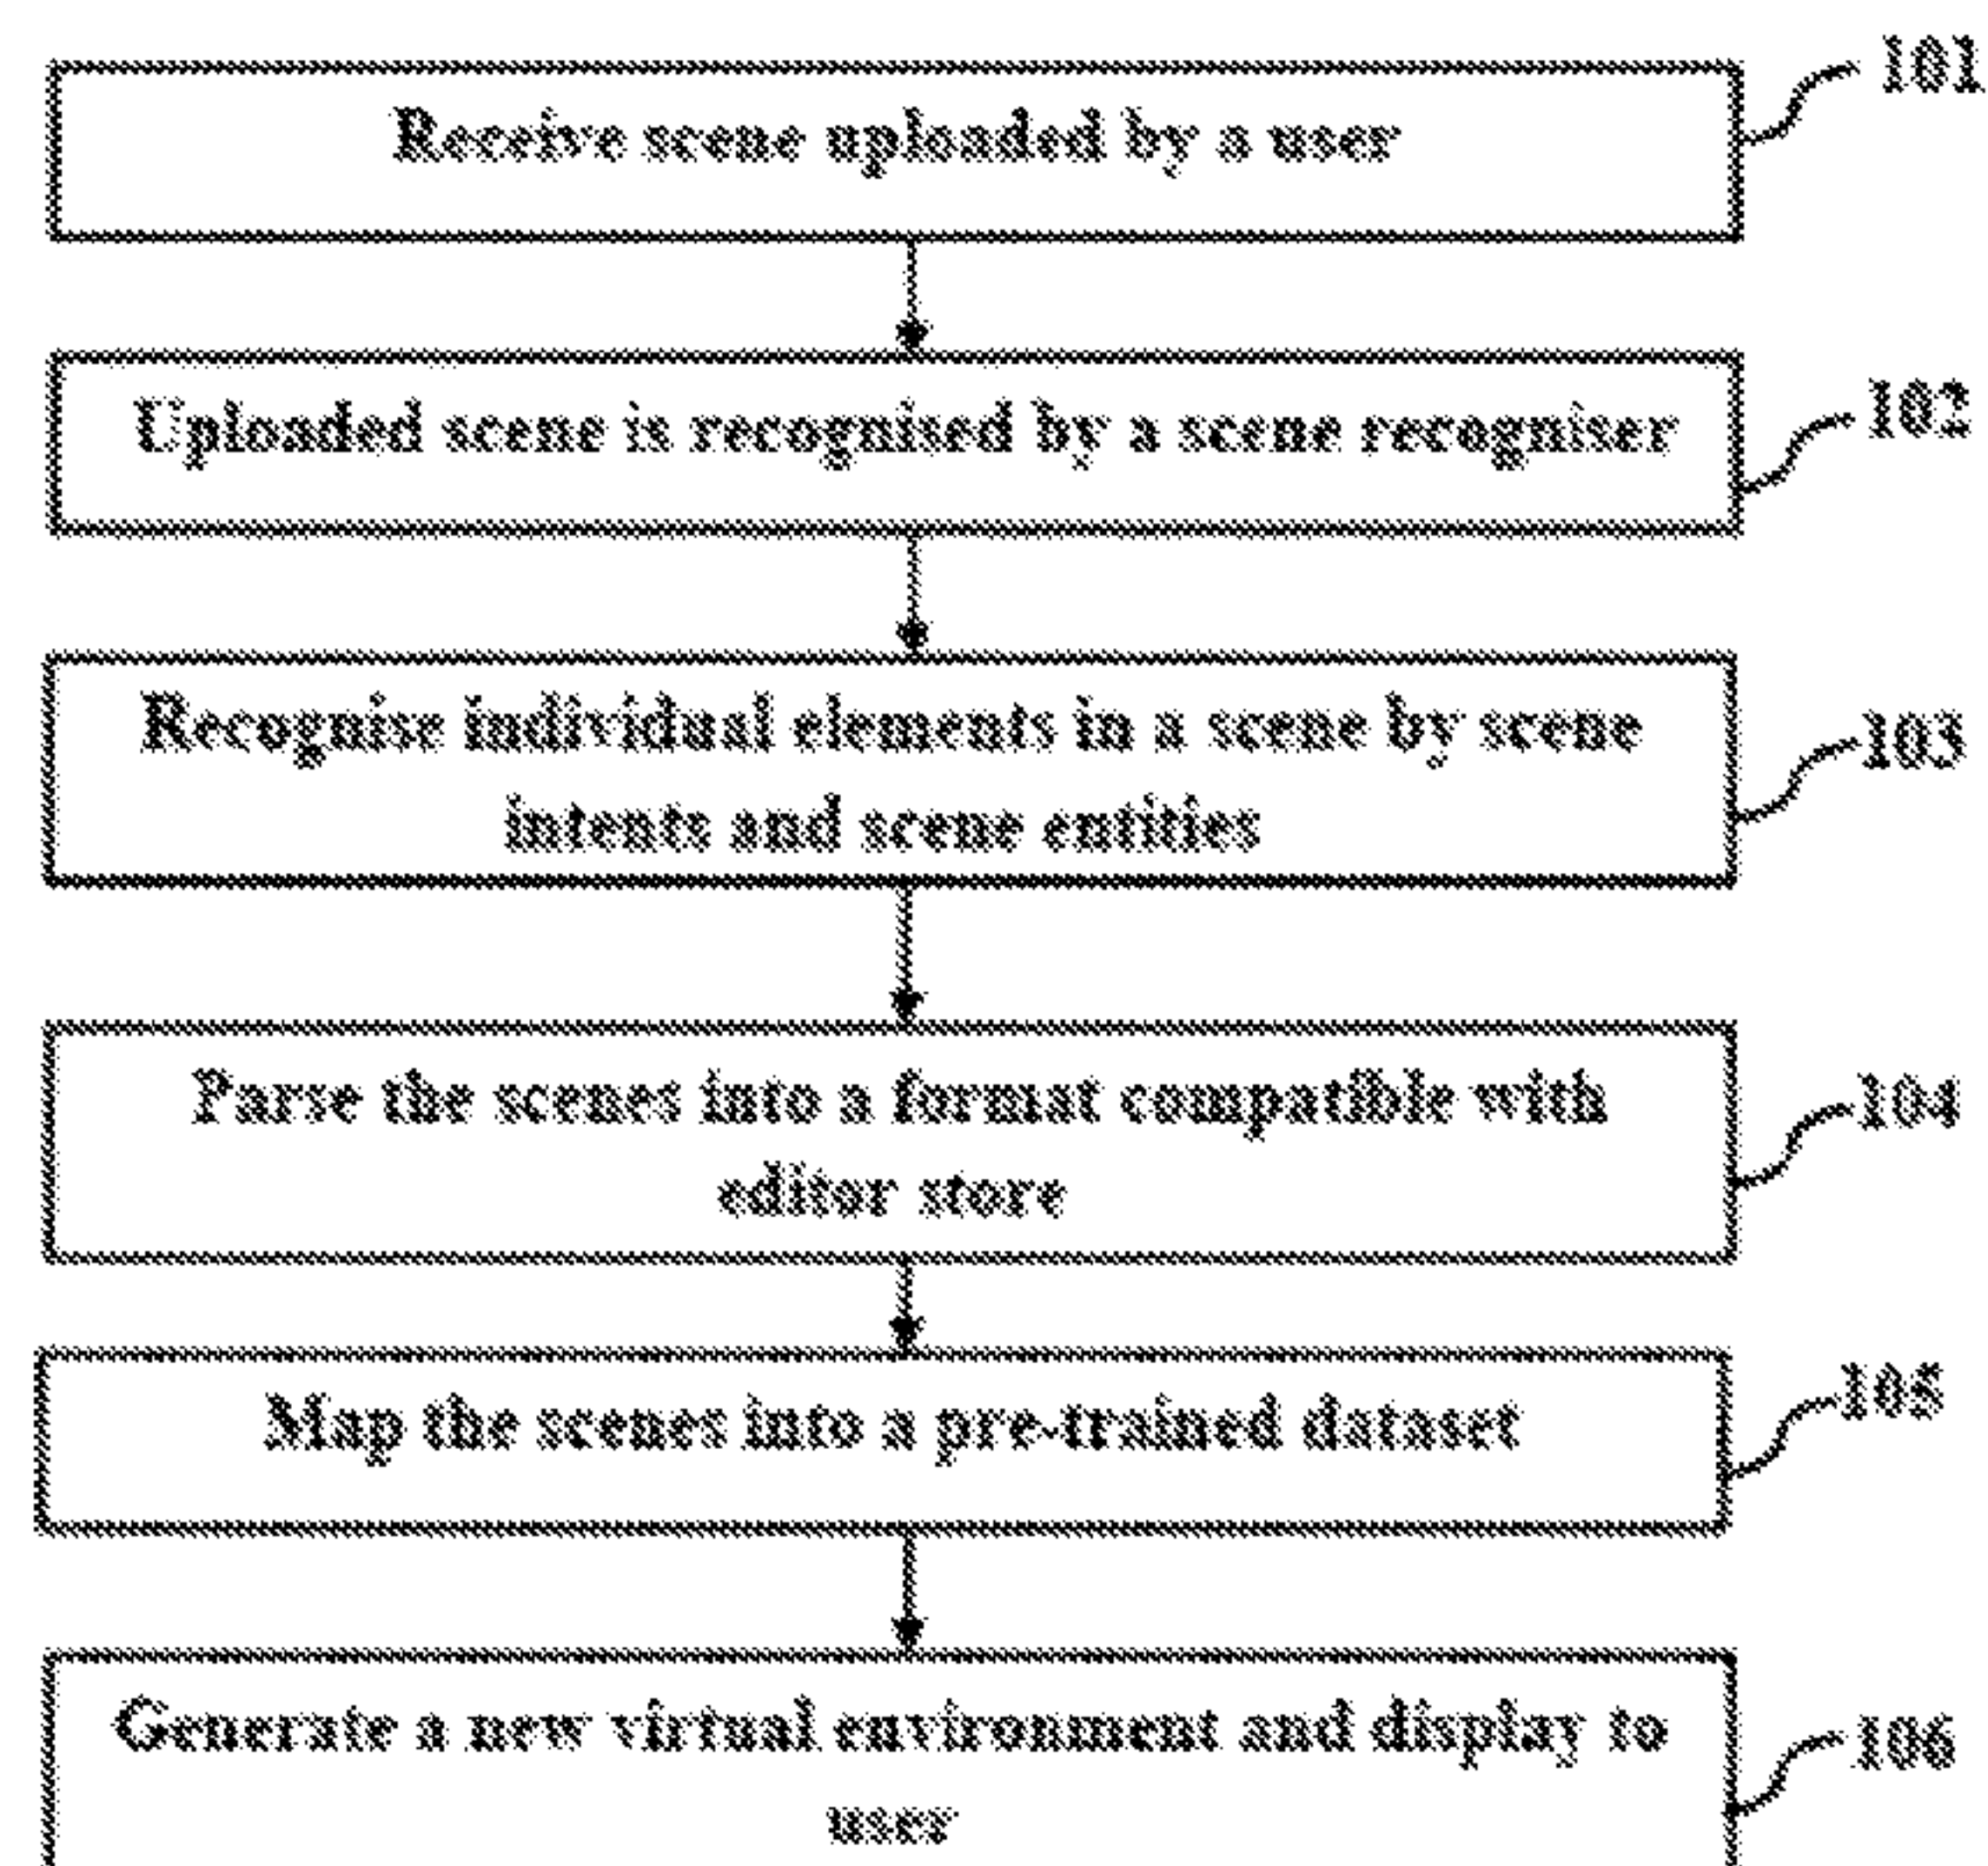 Receive scene uploaded by a user
101
Uploaded scene is recognised by a scene recogniser
102
Recognise individual elements in a scene by scene
intents and scene entities
103
Parse the scenes into a format compatible with
editor store
104
Map the scenes into a pre-trained dataset
105
Generate a new virtual environment and display to
user
106